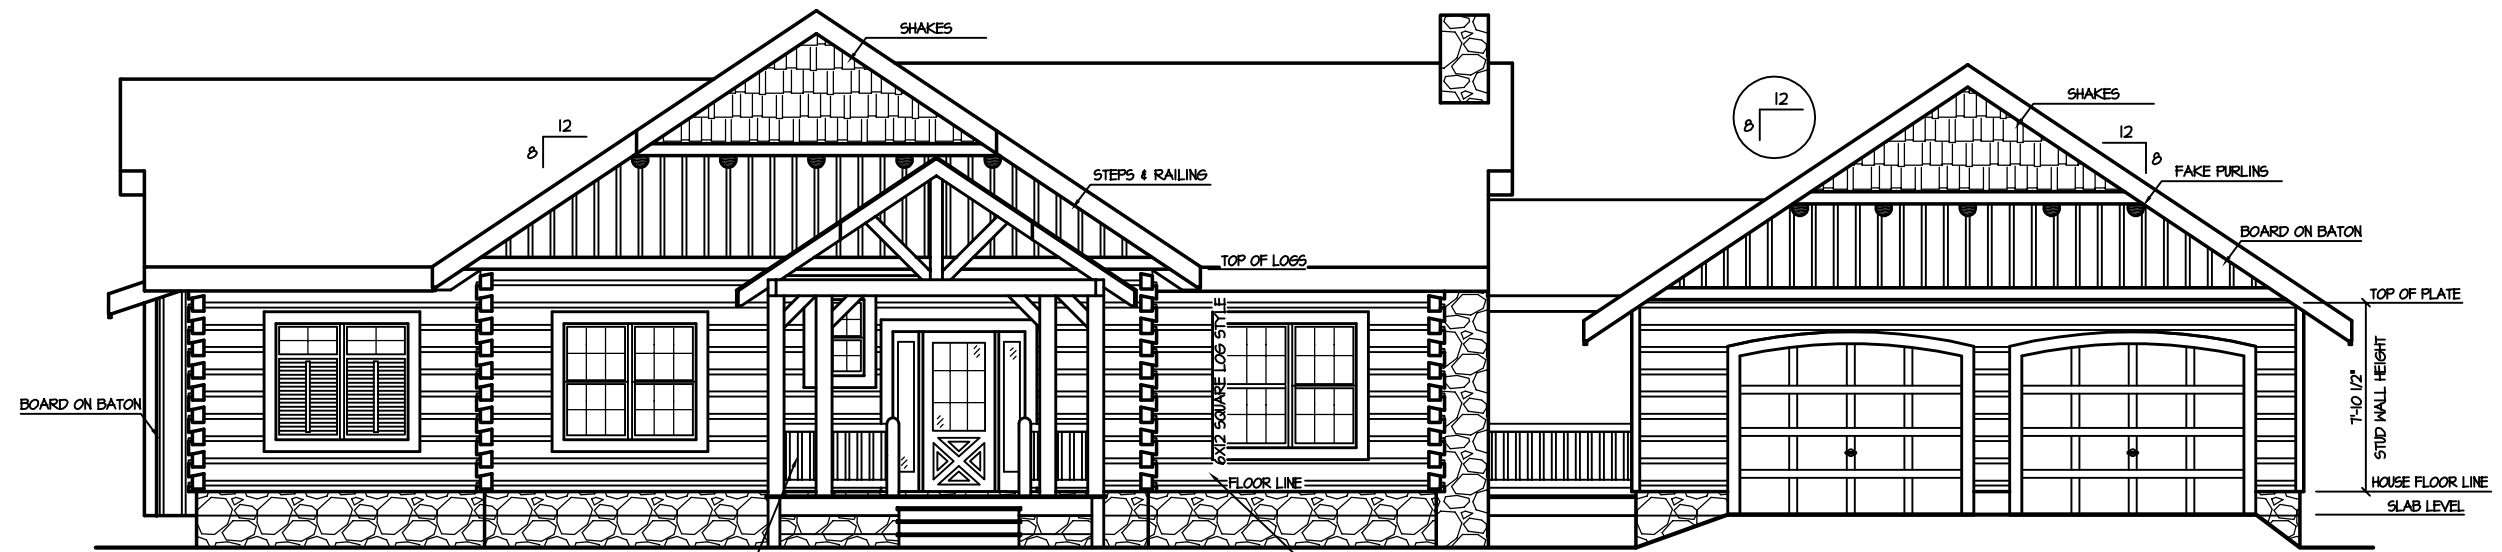 SHAKES
12
8
STEPS & RAILING
TOP OF LOGS
6X12 SQUARE LOG STYLE
FLOOR LINE
BOARD ON BATON
12
8
SHAKES
12
8
FAKE PURLINS
BOARD ON BATON
TOP OF PLATE
7'-10 1/2"
STUD WALL HEIGHT
HOUSE FLOOR LINE
SLAB LEVEL